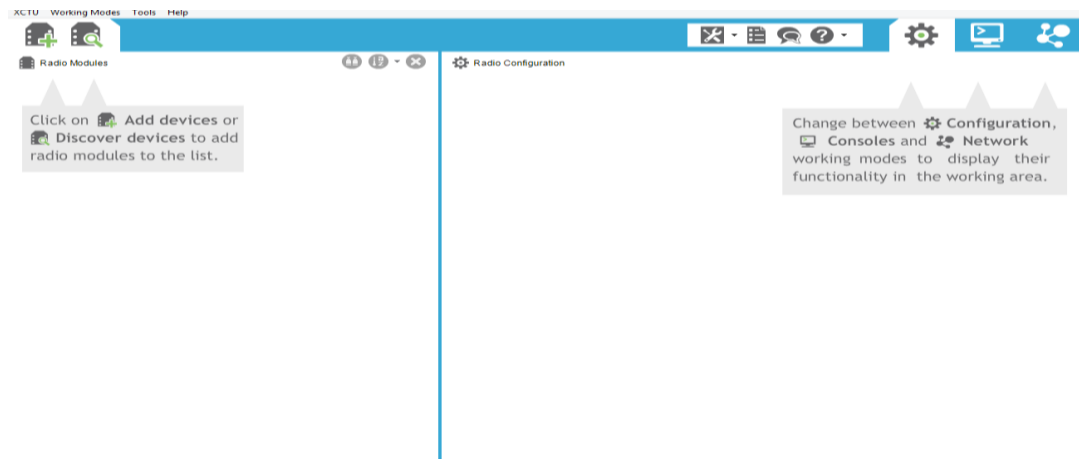 XCTU Working Modes Tools Help
Radio Modules
Radio Configuration
Click on Add devices or
Discover devices to add
radio modules to the list.
Change between Configuration,
Consoles and Network
working modes to display their
functionality in the working area.